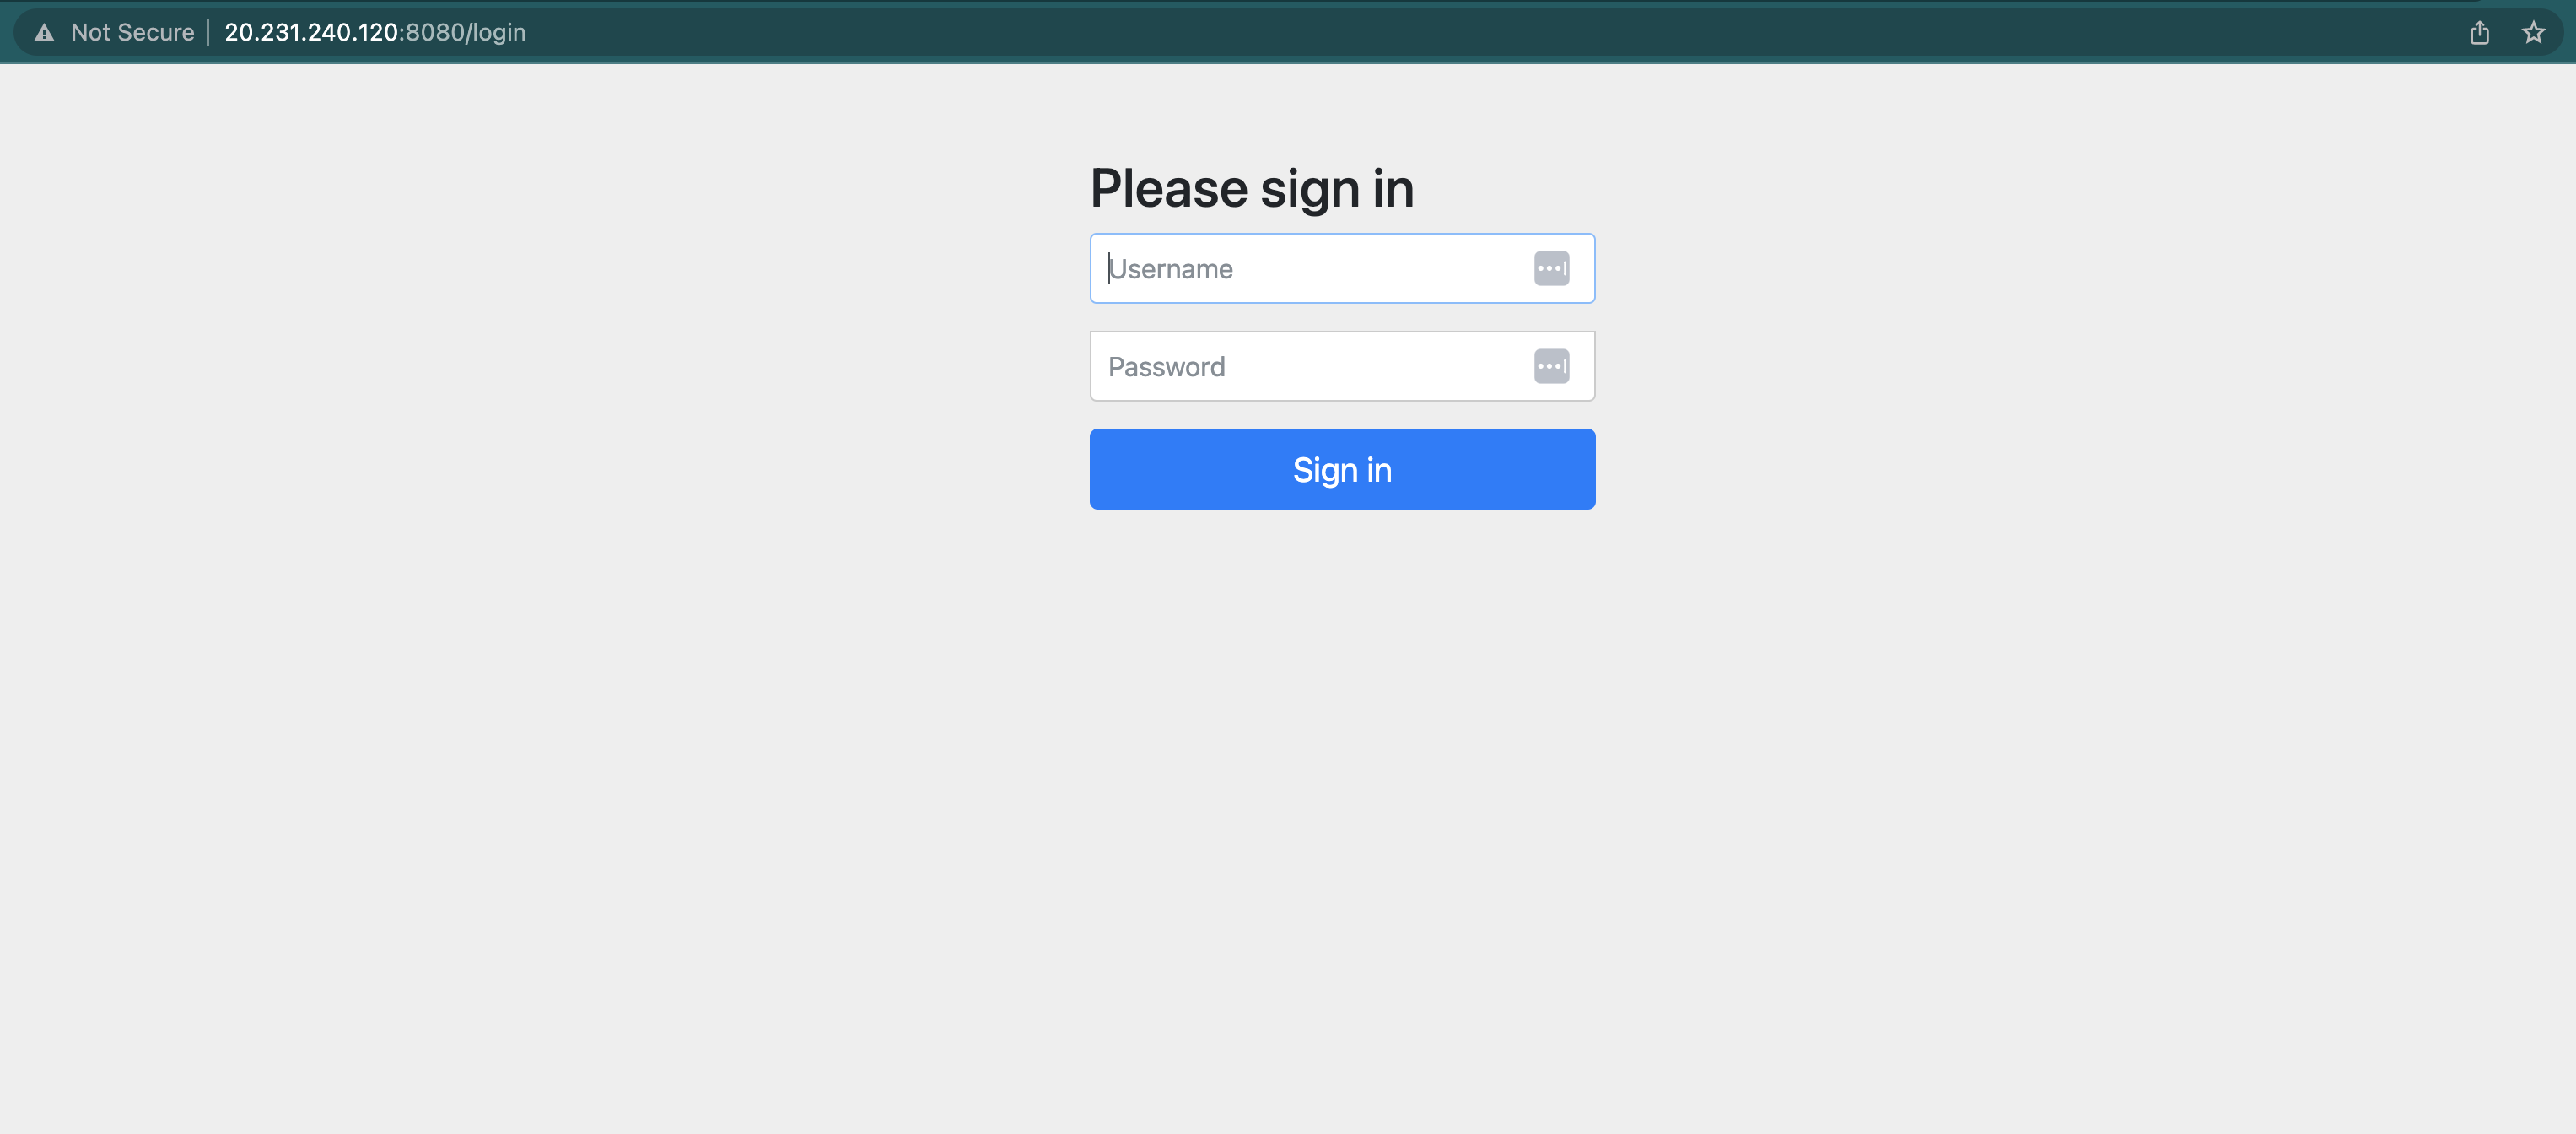 Not Secure 20.231.240.120:8080/login
Please sign in
Username
Password
Sign in